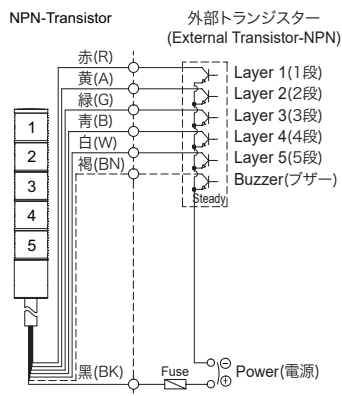 NPN-Transistor
外部トランジスター
(External Transistor-NPN)
赤(R)
黄(A)
緑(G)
青(B)
白(W)
褐(BN)
Layer 1(1段)
Layer 2(2段)
Layer 3(3段)
Layer 4(4段)
Layer 5(5段)
Buzzer(ブザー)
Steady
1
2
3
4
5
黒(BK)
Fuse
⊖
⊕
Power(電源)